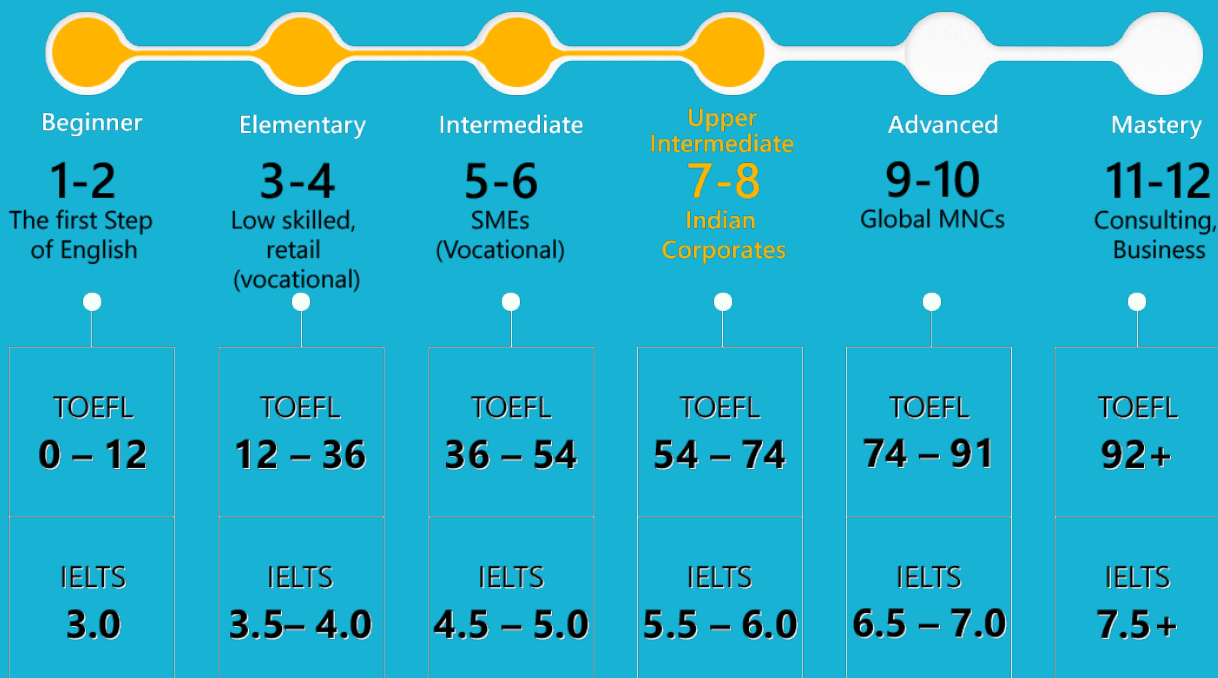 Beginner
1-2
The first Step
of English
TOEFL
0 – 12
IELTS
3.0
Elementary
3-4
Low skilled,
retail
(vocational)
TOEFL
12 – 36
IELTS
3.5– 4.0
Intermediate
5-6
SMEs
(Vocational)
TOEFL
36 – 54
IELTS
4.5 – 5.0
Upper
Intermediate
7-8
Indian
Corporates
TOEFL
54 – 74
IELTS
5.5 – 6.0
Advanced
9-10
Global MNCs
TOEFL
74 – 91
IELTS
6.5 – 7.0
Mastery
11-12
Consulting,
Business
TOEFL
92+
IELTS
7.5+